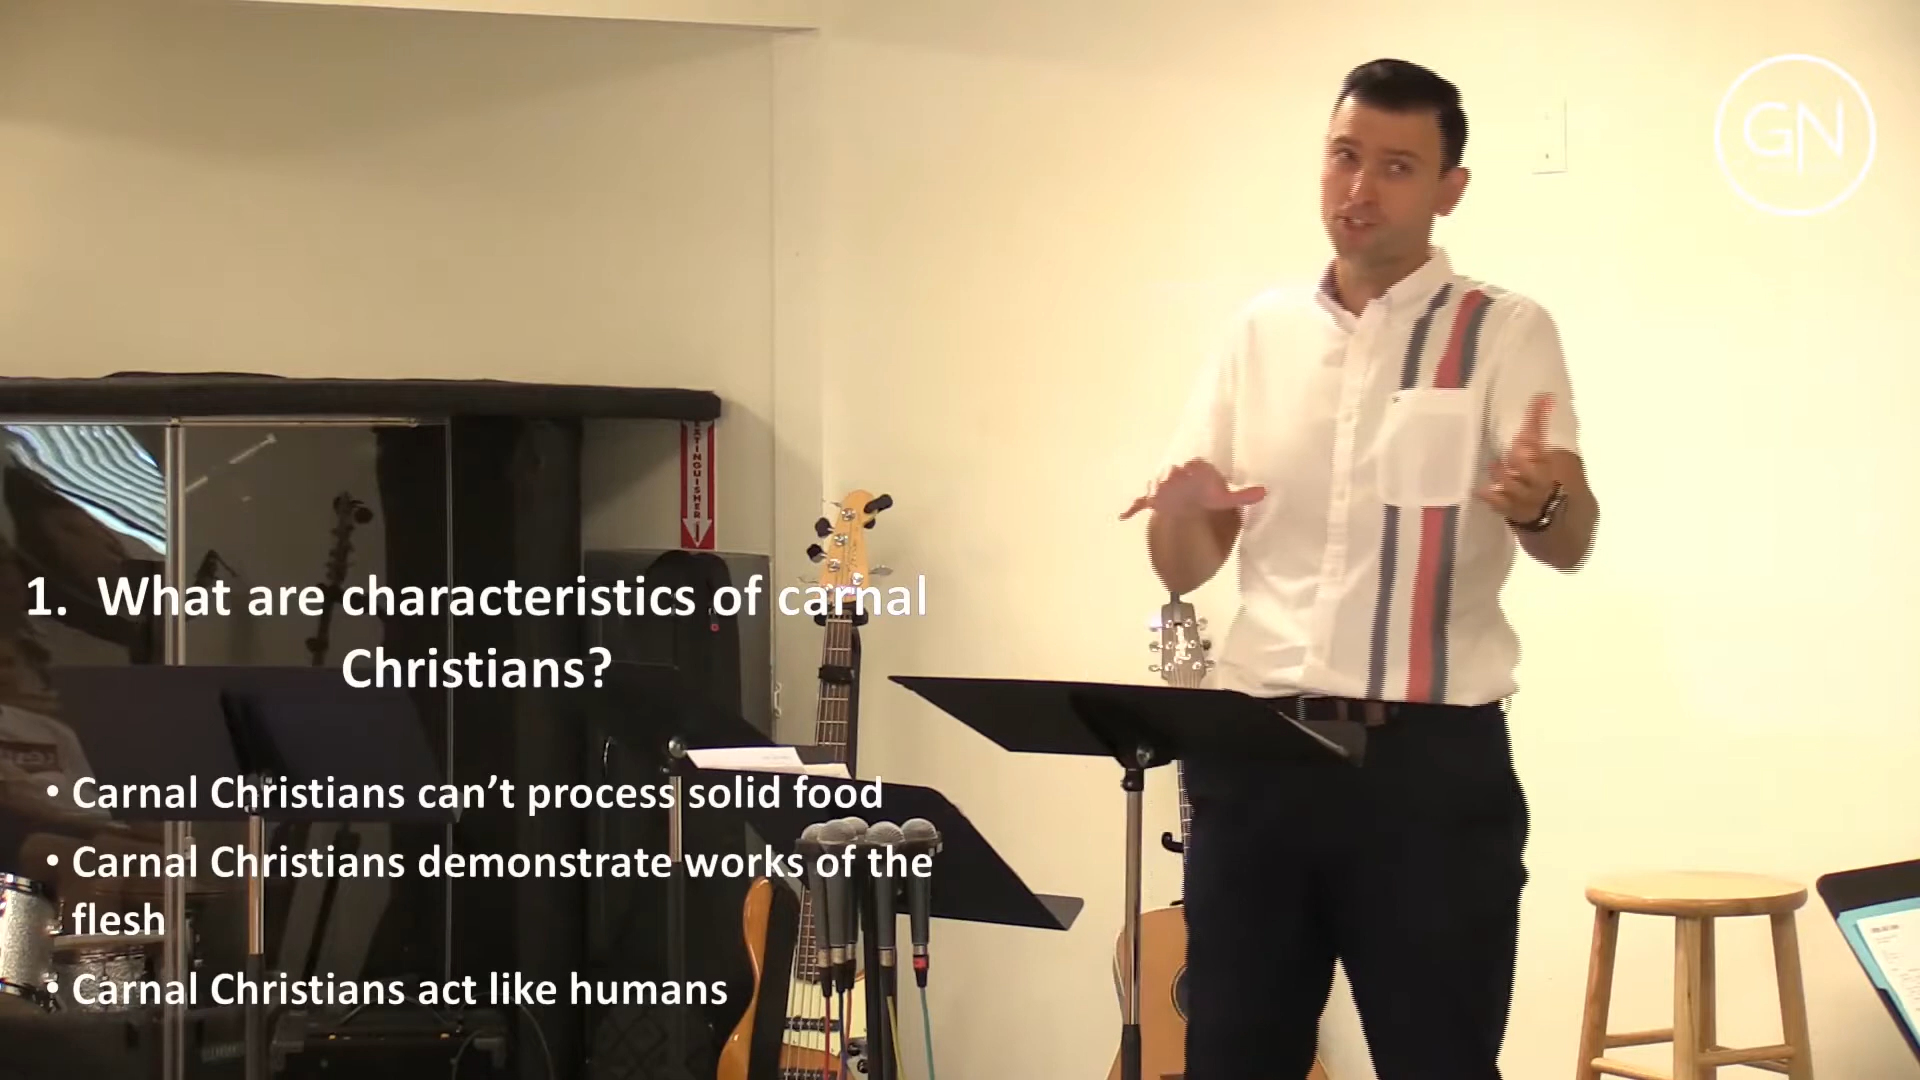 GN
EXTINGUISHER
1. What are characteristics of carnal
Christians?
• Carnal Christians can’t process solid food
• Carnal Christians demonstrate works of the
flesh
• Carnal Christians act like humans